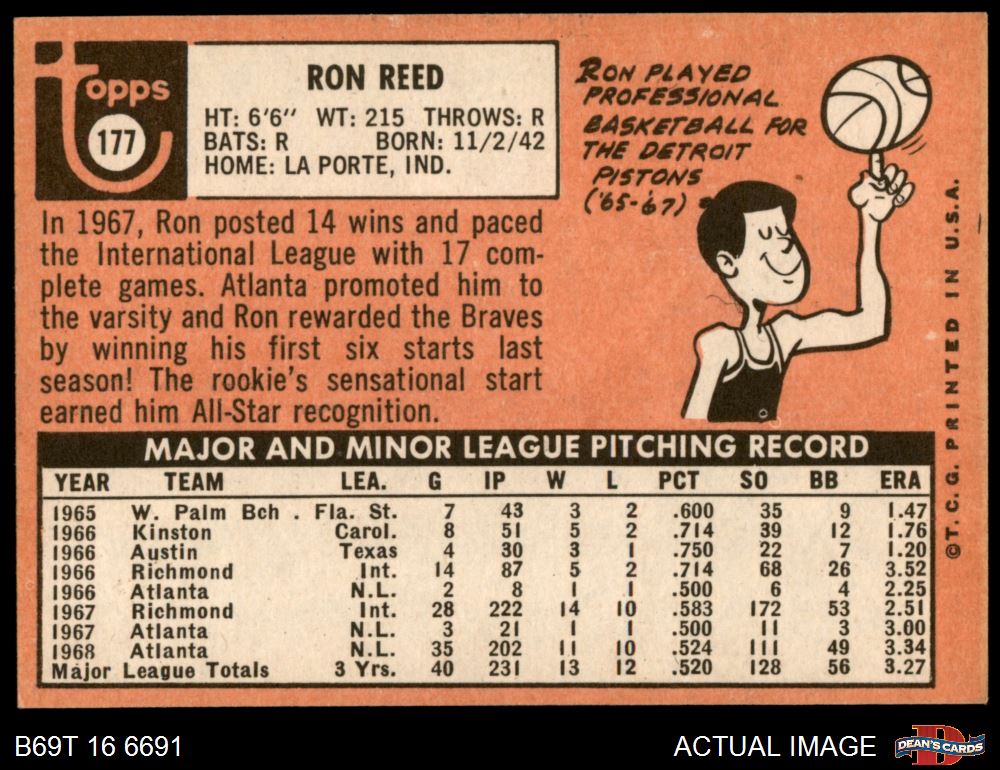 topps
177
RON REED
HT: 6'6" WT: 215 THROWS: R
BATS: R BORN: 11/2/42
HOME: LA PORTE, IND.
In 1967, Ron posted 14 wins and paced
the International League with 17 com-
plete games. Atlanta promoted him to
the varsity and Ron rewarded the Braves
by winning his first six starts last
season! The rookie's sensational start
earned him All-Star recognition.
RON PLAYED
PROFESSIONAL
BASKETBALL FOR
THE DETROIT
PISTONS
('65-'67)
MAJOR AND MINOR LEAGUE PITCHING RECORD
YEAR TEAM LEA. G IP W L PCT SO BB ERA
1965 W. Palm Bch . Fla. St. 7 43 3 2 .600 35 9 1.47
1966 Kinston Carol. 8 51 5 2 .714 39 12 1.76
1966 Austin Texas 4 30 3 1 .750 22 7 1.20
1966 Richmond Int. 14 87 5 2 .714 68 26 3.52
1966 Atlanta N.L. 2 8 1 1 .500 6 4 2.25
1967 Richmond Int. 28 222 14 10 .583 172 53 2.51
1967 Atlanta N.L. 3 21 1 1 .500 11 3 3.00
1968 Atlanta N.L. 35 202 11 10 .524 111 49 3.34
Major League Totals 3 Yrs. 40 231 13 12 .520 128 56 3.27
©T. C. G. PRINTED IN U.S.A.
B69T 16 6691
ACTUAL IMAGE
D
DEAN'S CARDS